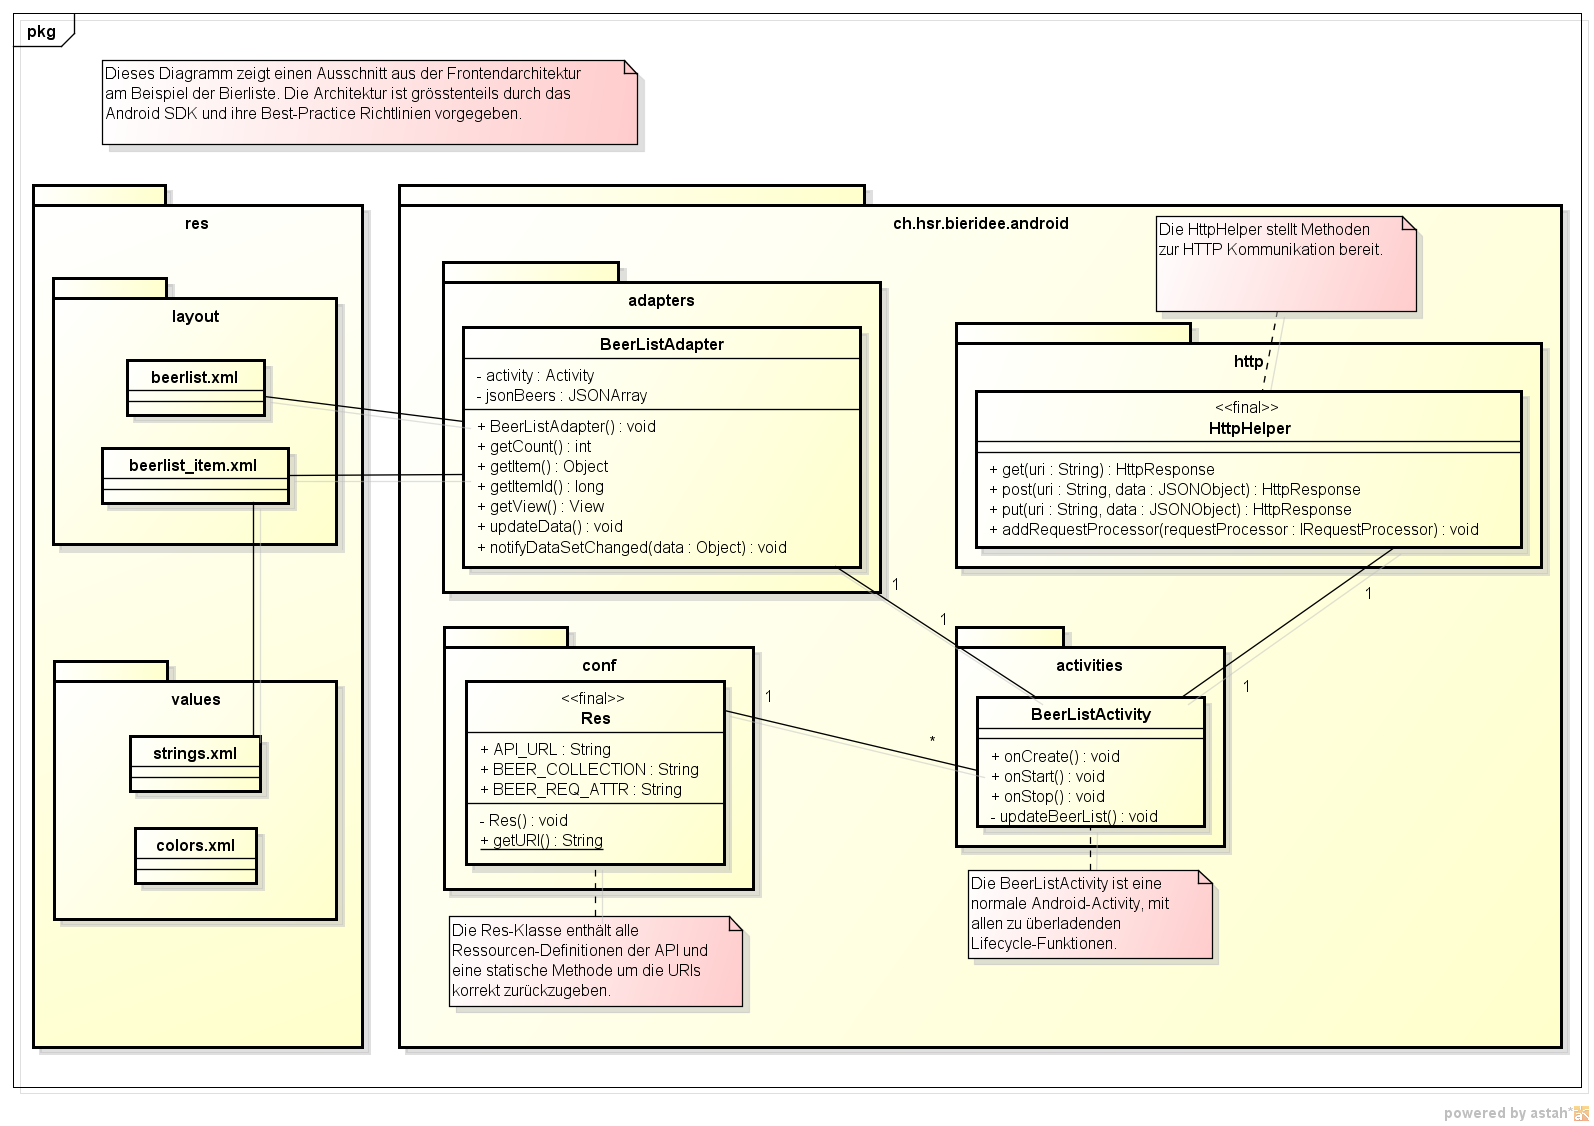 pkg
Dieses Diagramm zeigt einen Ausschnitt aus der Frontendarchitektur
am Beispiel der Bierliste. Die Architektur ist grösstenteils durch das
Android SDK und ihre Best-Practice Richtlinien vorgegeben.
res
layout
beerlist.xml
beerlist_item.xml
values
strings.xml
colors.xml
ch.hsr.bieridee.android
adapters
BeerListAdapter
- activity : Activity
- jsonBeers : JSONArray
+ BeerListAdapter() : void
+ getCount() : int
+ getItem() : Object
+ getItemId() : long
+ getView() : View
+ updateData() : void
+ notifyDataSetChanged(data : Object) : void
Die HttpHelper stellt Methoden
zur HTTP Kommunikation bereit.
http
<<final>>
HttpHelper
+ get(uri : String) : HttpResponse
+ post(uri : String, data : JSONObject) : HttpResponse
+ put(uri : String, data : JSONObject) : HttpResponse
+ addRequestProcessor(requestProcessor : IRequestProcessor) : void
1
1
1
1
conf
<<final>>
Res
+ API_URL : String
+ BEER_COLLECTION : String
+ BEER_REQ_ATTR : String
- Res() : void
+ getURI() : String
1
*
activities
BeerListActivity
+ onCreate() : void
+ onStart() : void
+ onStop() : void
- updateBeerList() : void
Die Res-Klasse enthält alle
Ressourcen-Definitionen der API und
eine statische Methode um die URIs
korrekt zurückzugeben.
Die BeerListActivity ist eine
normale Android-Activity, mit
allen zu überladenden
Lifecycle-Funktionen.
powered by astah*